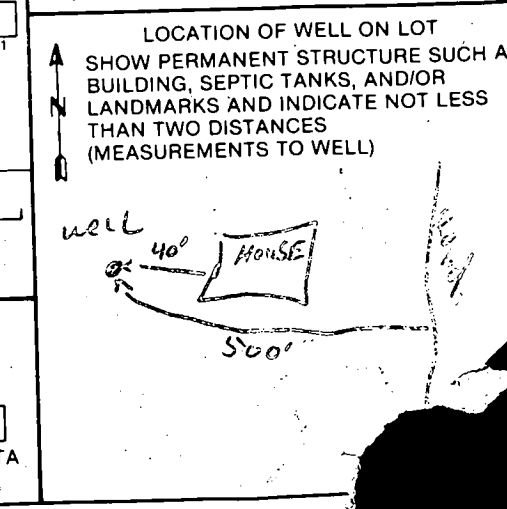 LOCATION OF WELL ON LOT
SHOW PERMANENT STRUCTURE SUCH A
BUILDING, SEPTIC TANKS, AND/OR
N LANDMARKS AND INDICATE NOT LESS
THAN TWO DISTANCES
(MEASUREMENTS TO WELL)
well
40'
HOUSE
500'
TA